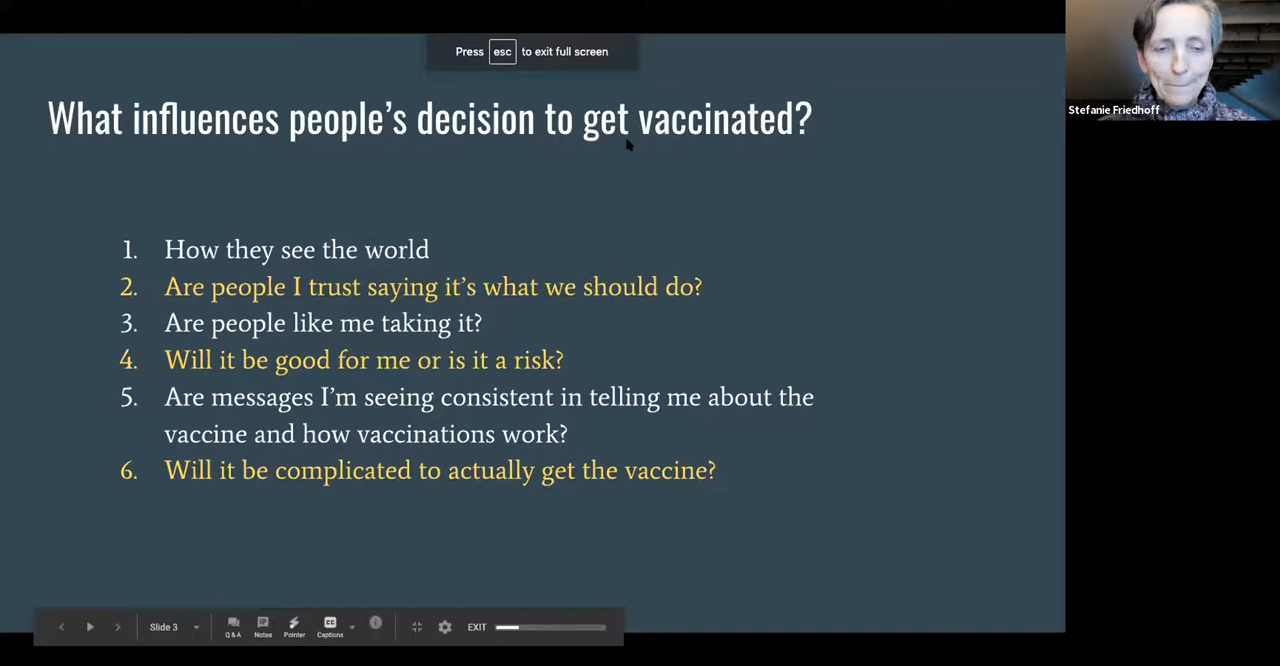 Press esc to exit full screen
Stefanie Friedhoff
What influences people's decision to get vaccinated?
1. How they see the world
2. Are people I trust saying it's what we should do?
3. Are people like me taking it?
4. Will it be good for me or is it a risk?
5. Are messages I'm seeing consistent in telling me about the
vaccine and how vaccinations work?
6. Will it be complicated to actually get the vaccine?
Slide 3
Q & A
Notes
Pointer
CC
Captions
EXIT